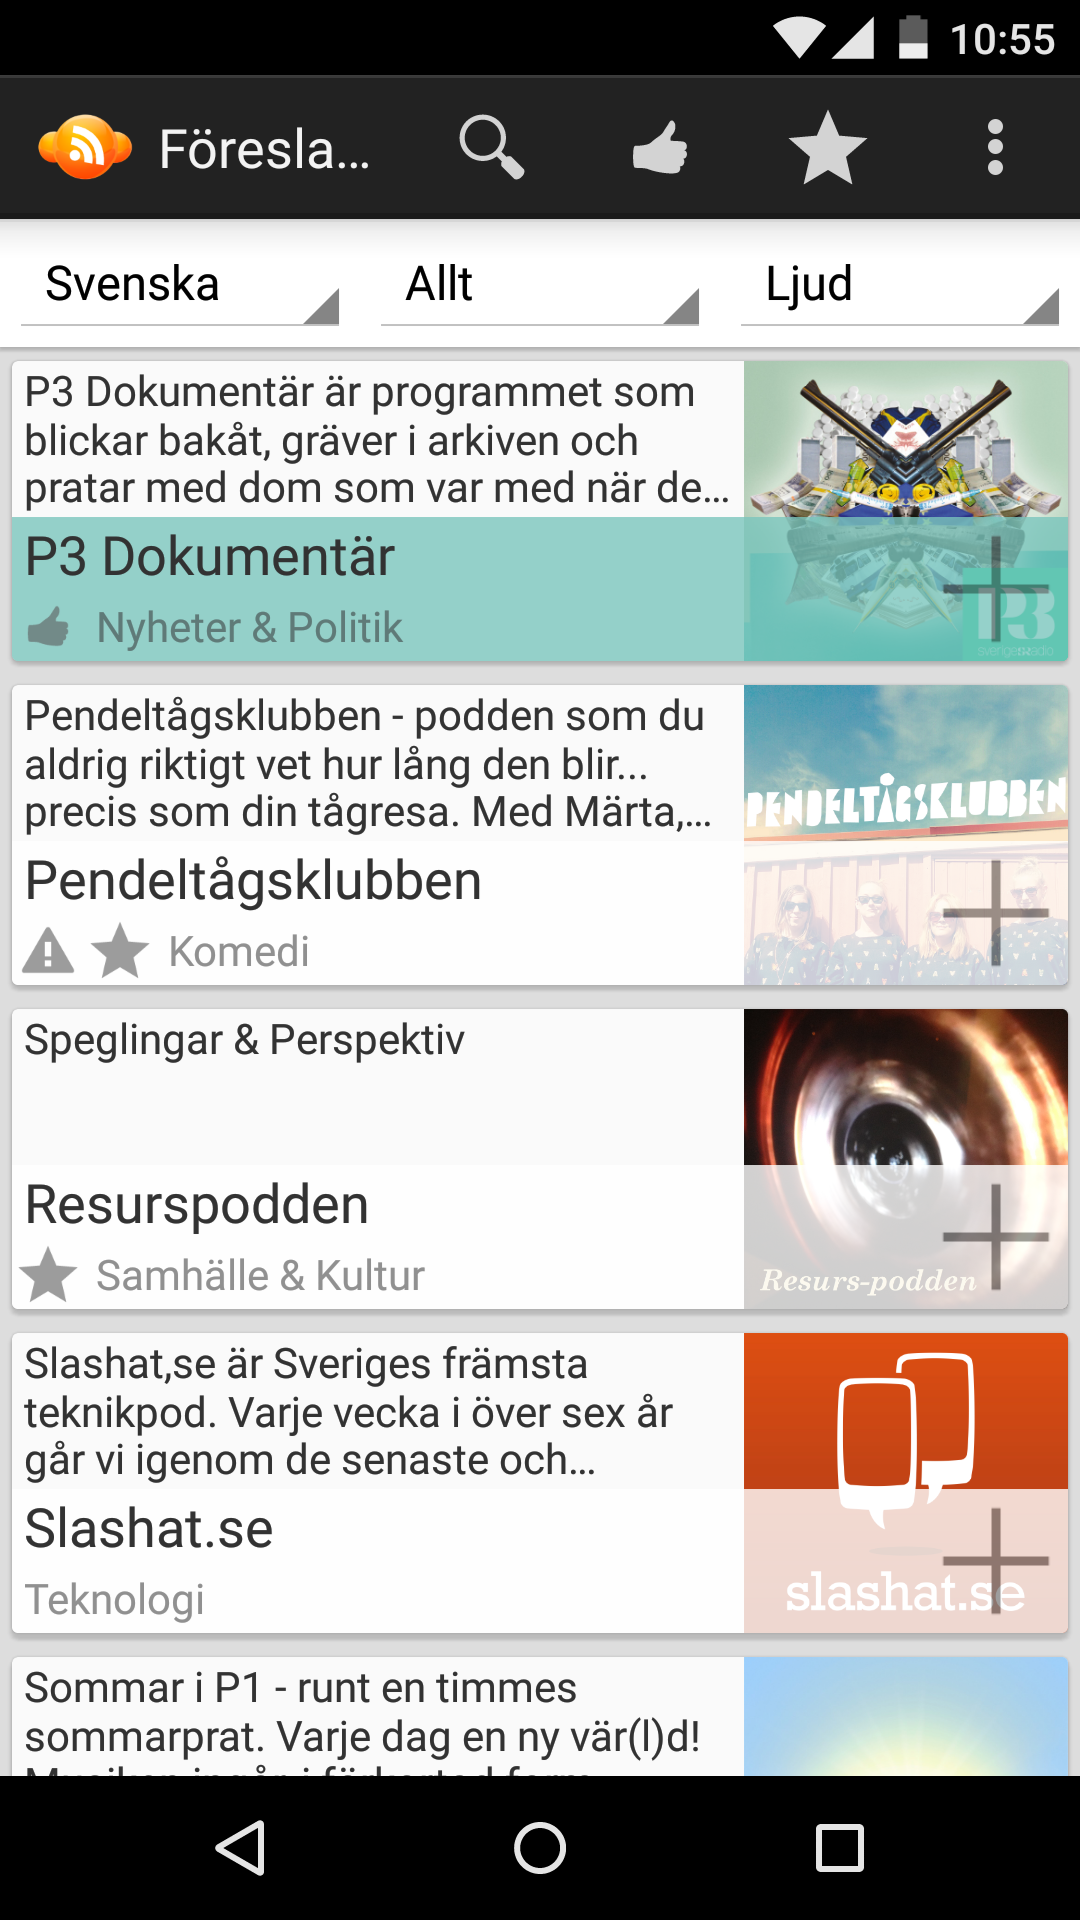 10:55
Föresla...
Svenska
Allt
Ljud
P3 Dokumentär är programmet som
blickar bakåt, gräver i arkiven och
pratar med dom som var med när de...
P3 Dokumentär
Nyheter & Politik
P3
sverigesradio
Pendeltågsklubben - podden som du
aldrig riktigt vet hur lång den blir...
precis som din tågresa. Med Märta,...
PENDELTÅGSKLUBBEN
Pendeltågsklubben
Komedi
Speglingar & Perspektiv
Resurspodden
Samhälle & Kultur
Resurs-podden
Slashat,se är Sveriges främsta
teknikpod. Varje vecka i över sex år
går vi igenom de senaste och...
Slashat.se
Teknologi
slashat.se
Sommar i P1 - runt en timmes
sommarprat. Varje dag en ny vär(l)d!